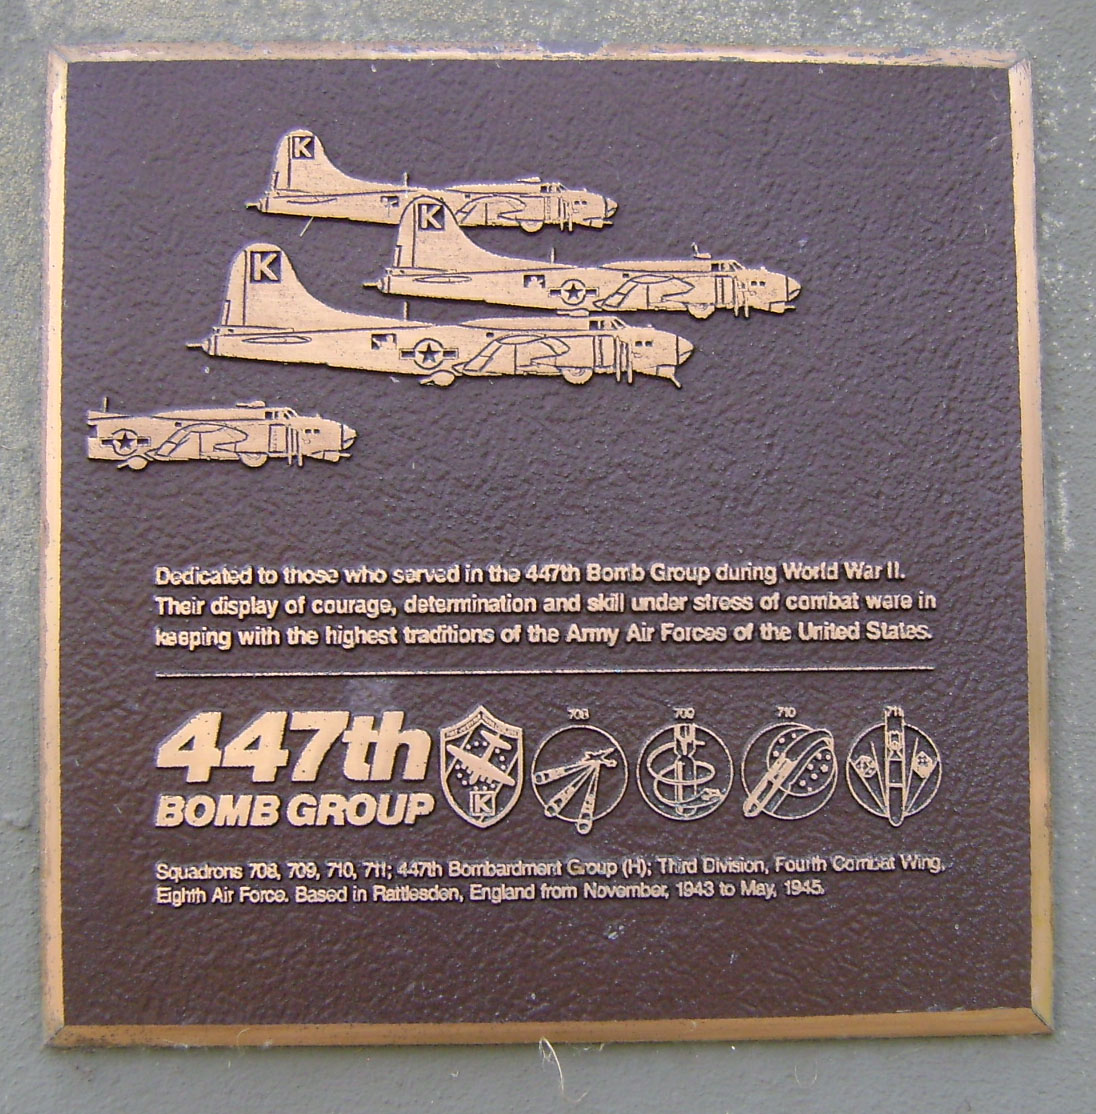 K
K
K
Dedicated to those who served in the 447th Bomb Group during World War II.
Their display of courage, determination and skill under stress of combat were in
keeping with the highest traditions of the Army Air Forces of the United States.
447th
BOMB GROUP
K
708
709
710
711
Squadrons 708, 709, 710, 711; 447th Bombardment Group (H); Third Division, Fourth Combat Wing,
Eighth Air Force. Based in Rattlesden, England from November, 1943 to May, 1945.